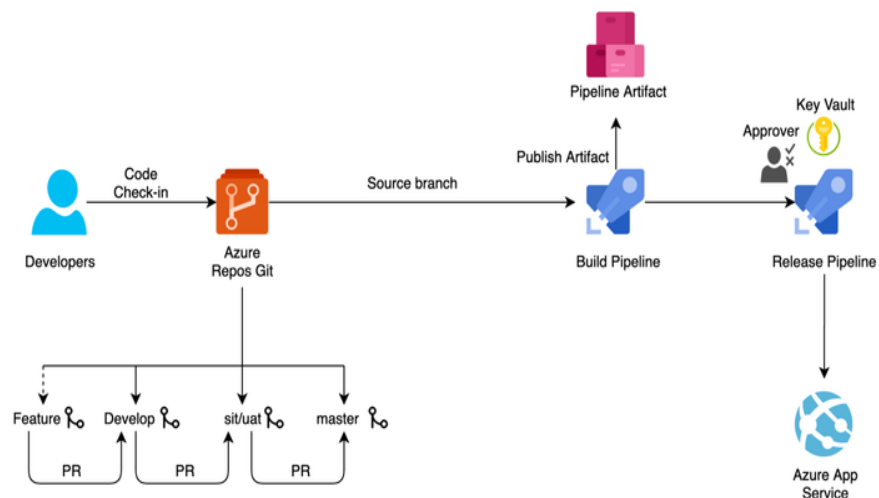 Pipeline Artifact
Key Vault
Approver
Publish Artifact
Code
Check-in
Source branch
Developers
Azure
Repos Git
Build Pipeline
Release Pipeline
Feature
Develop
sit/uat
master
PR
PR
PR
Azure App
Service